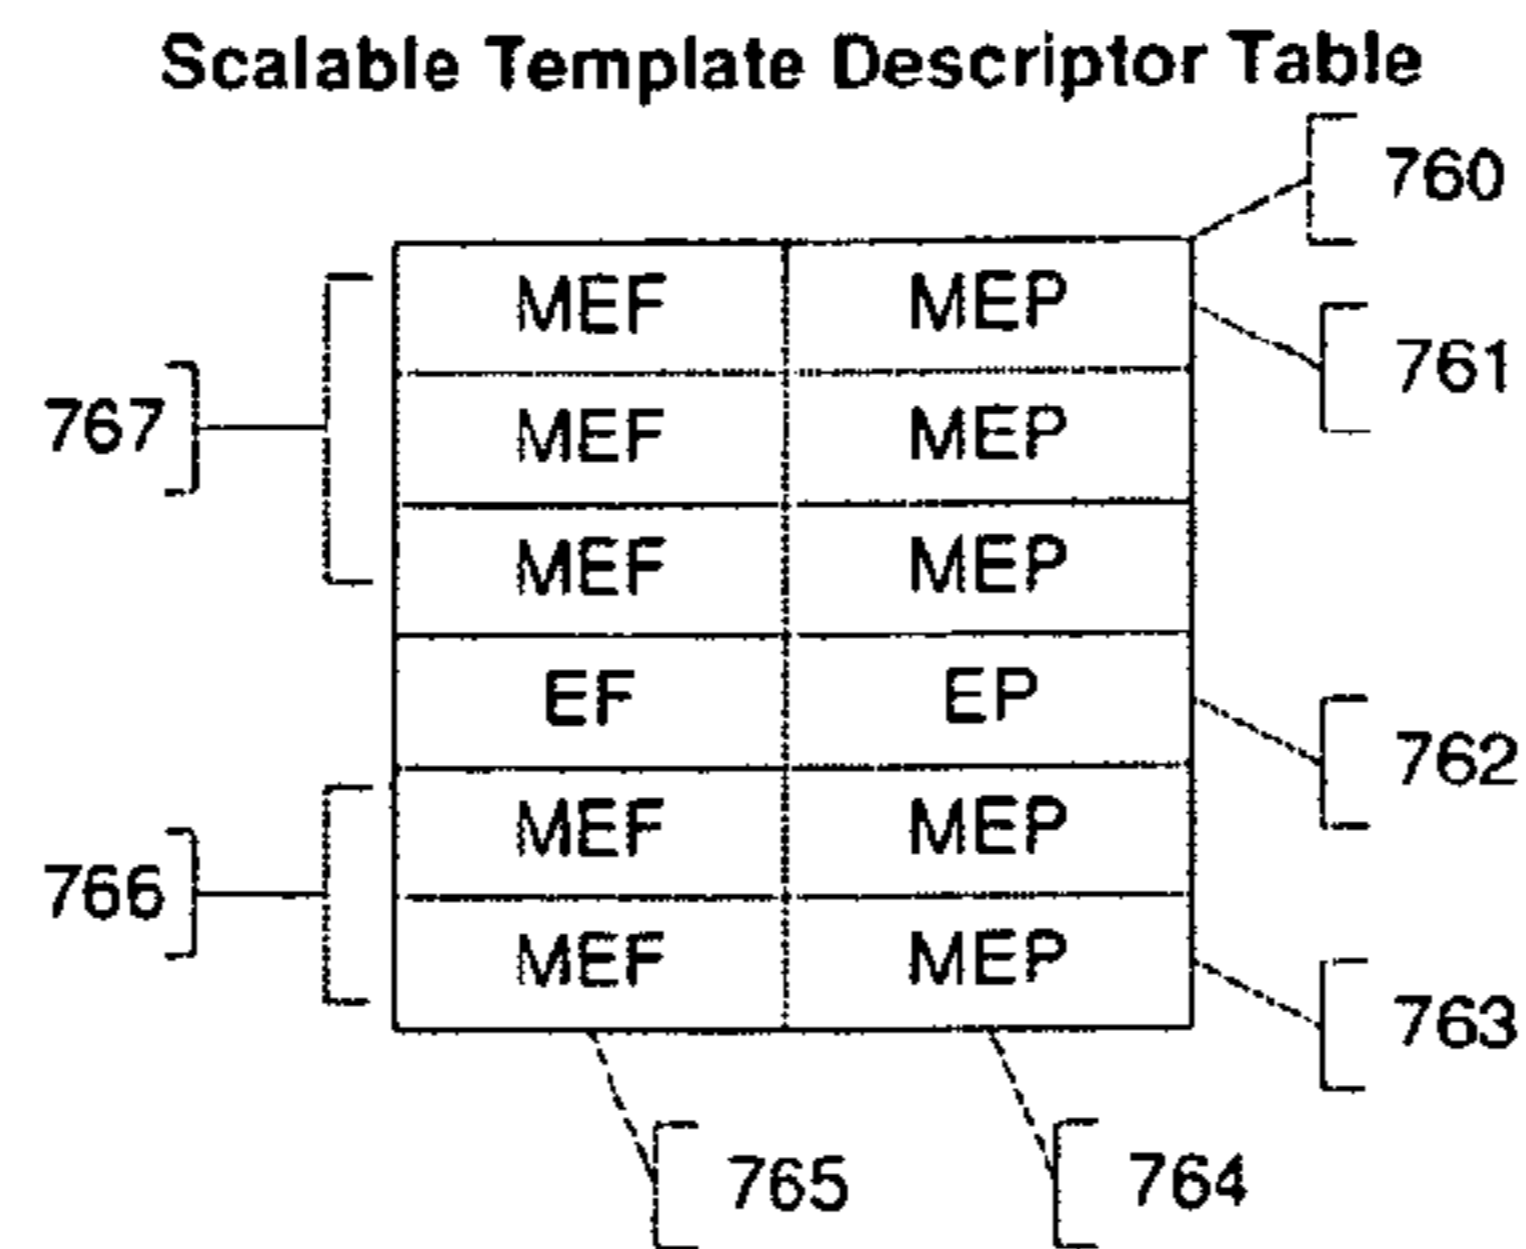 Scalable Template Descriptor Table
760
MEF MEP
761
767
MEF MEP
MEF MEP
EF EP
762
MEF MEP
766
MEF MEP
763
765 764